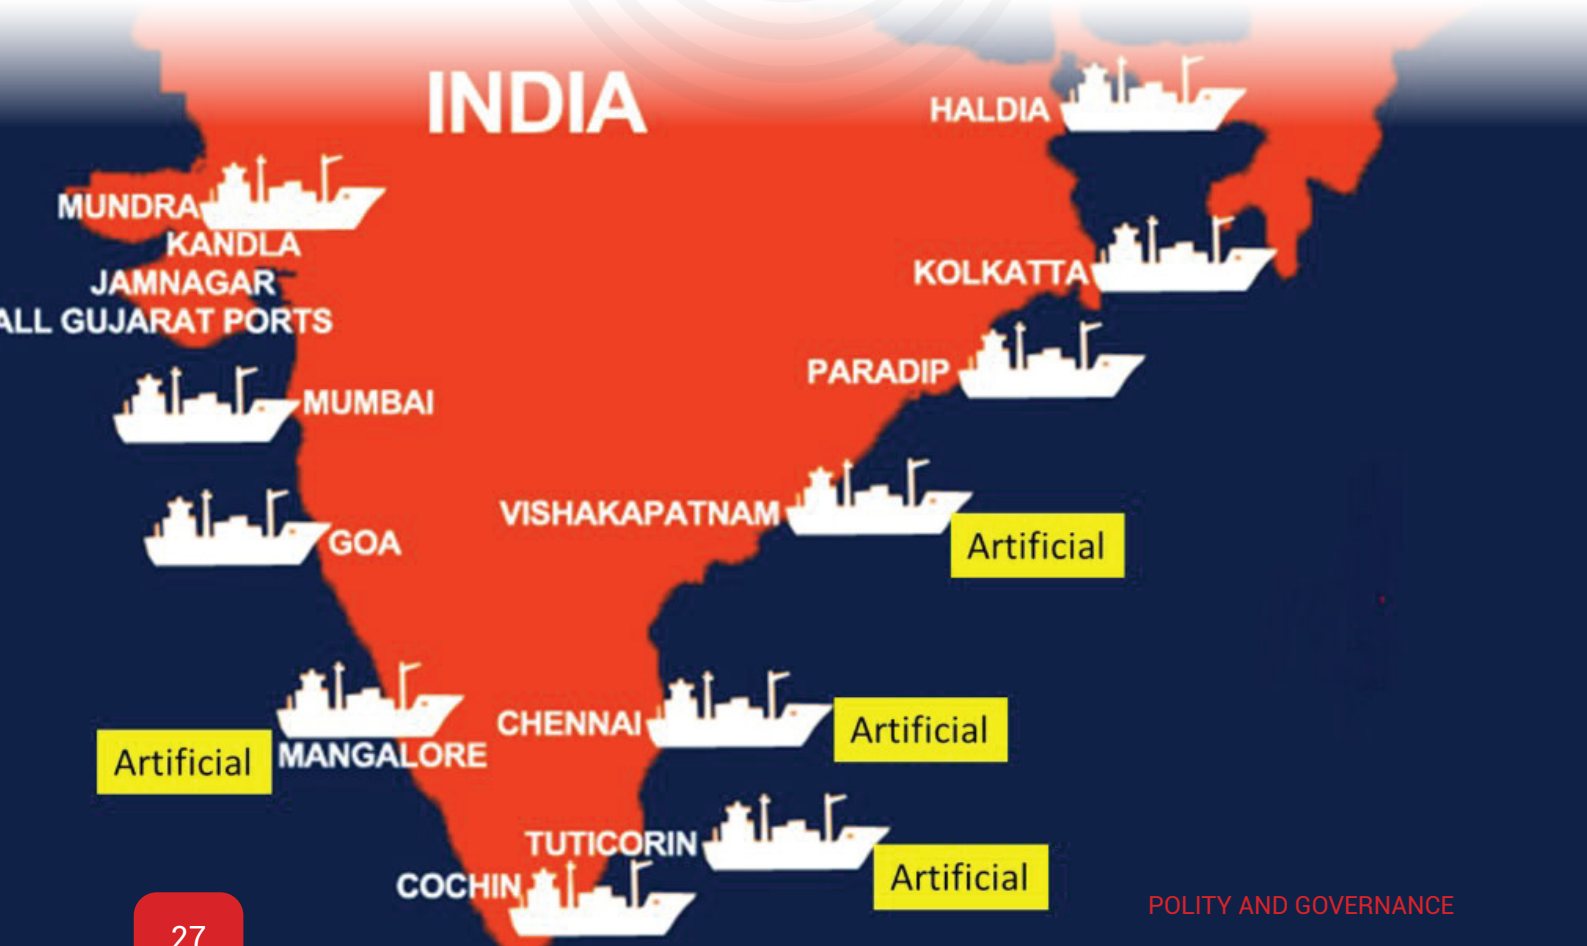 INDIA
HALDIA
MUNDRA
KANDLA
JAMNAGAR
ALL GUJARAT PORTS
KOLKATTA
PARADIP
MUMBAI
VISHAKAPATNAM
Artificial
GOA
CHENNAI
Artificial
Artificial
MANGALORE
TUTICORIN
Artificial
COCHIN
POLITY AND GOVERNANCE
27